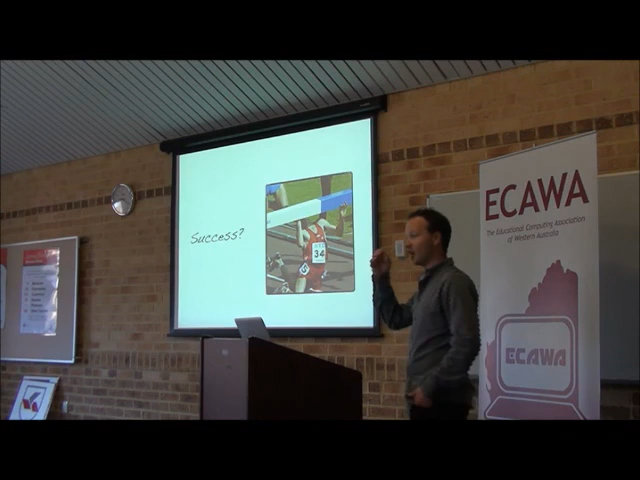 Success?
34
ECAWA
The Educational Computing Association
of Western Australia
ECAWA